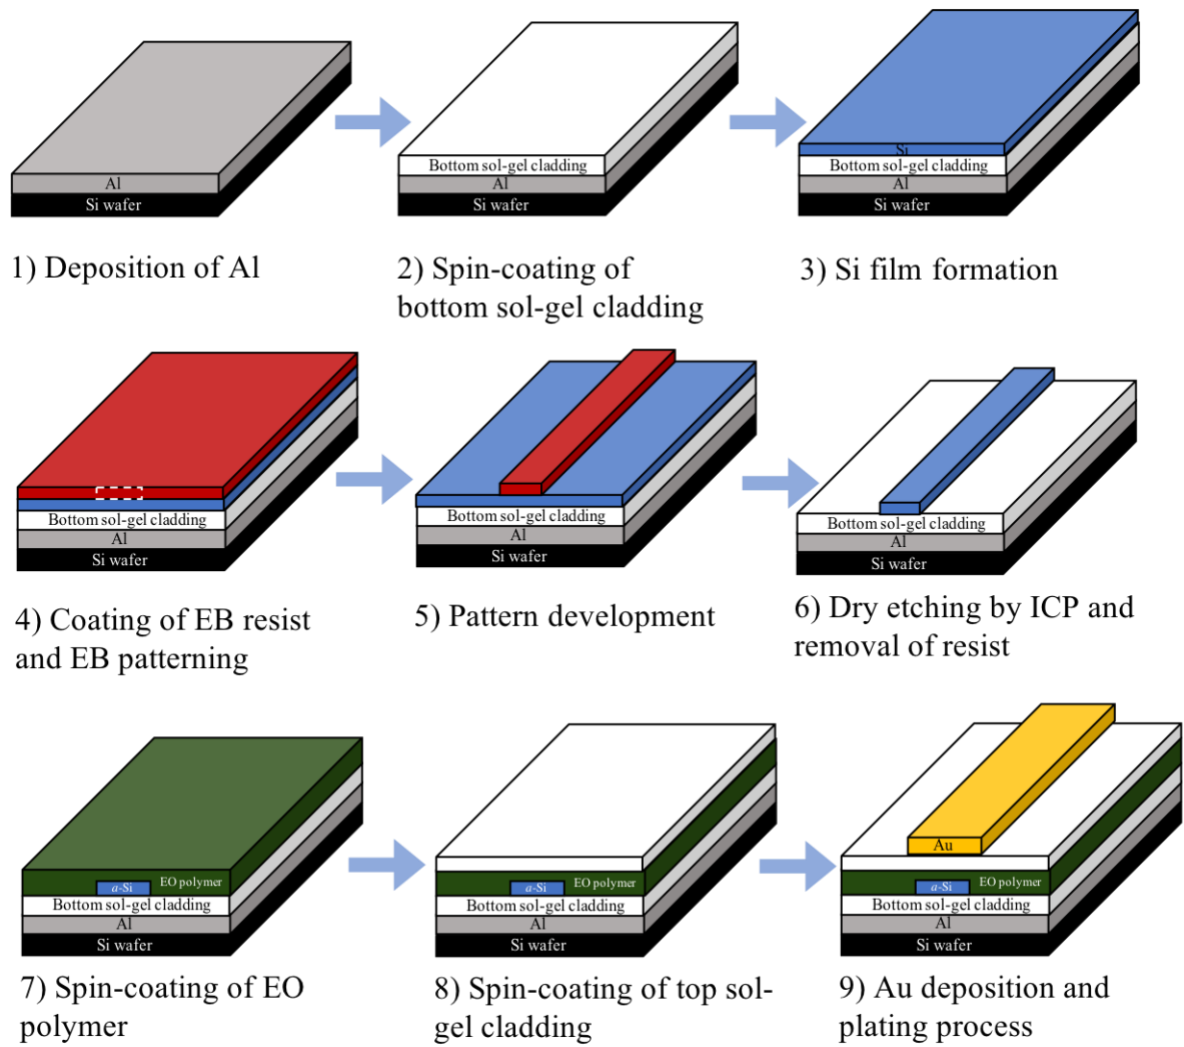 Al
Si wafer
1) Deposition of Al
Bottom sol-gel cladding
Al
Si wafer
2) Spin-coating of
bottom sol-gel cladding
Si
Bottom sol-gel cladding
Al
Si wafer
3) Si film formation
Bottom sol-gel cladding
Al
Si wafer
4) Coating of EB resist
and EB patterning
Bottom sol-gel cladding
Al
Si wafer
5) Pattern development
Bottom sol-gel cladding
Al
Si wafer
6) Dry etching by ICP and
removal of resist
a-Si EO polymer
Bottom sol-gel cladding
Al
Si wafer
7) Spin-coating of EO
polymer
a-Si EO polymer
Bottom sol-gel cladding
Al
Si wafer
8) Spin-coating of top sol-
gel cladding
Au
a-Si EO polymer
Bottom sol-gel cladding
Al
Si wafer
9) Au deposition and
plating process